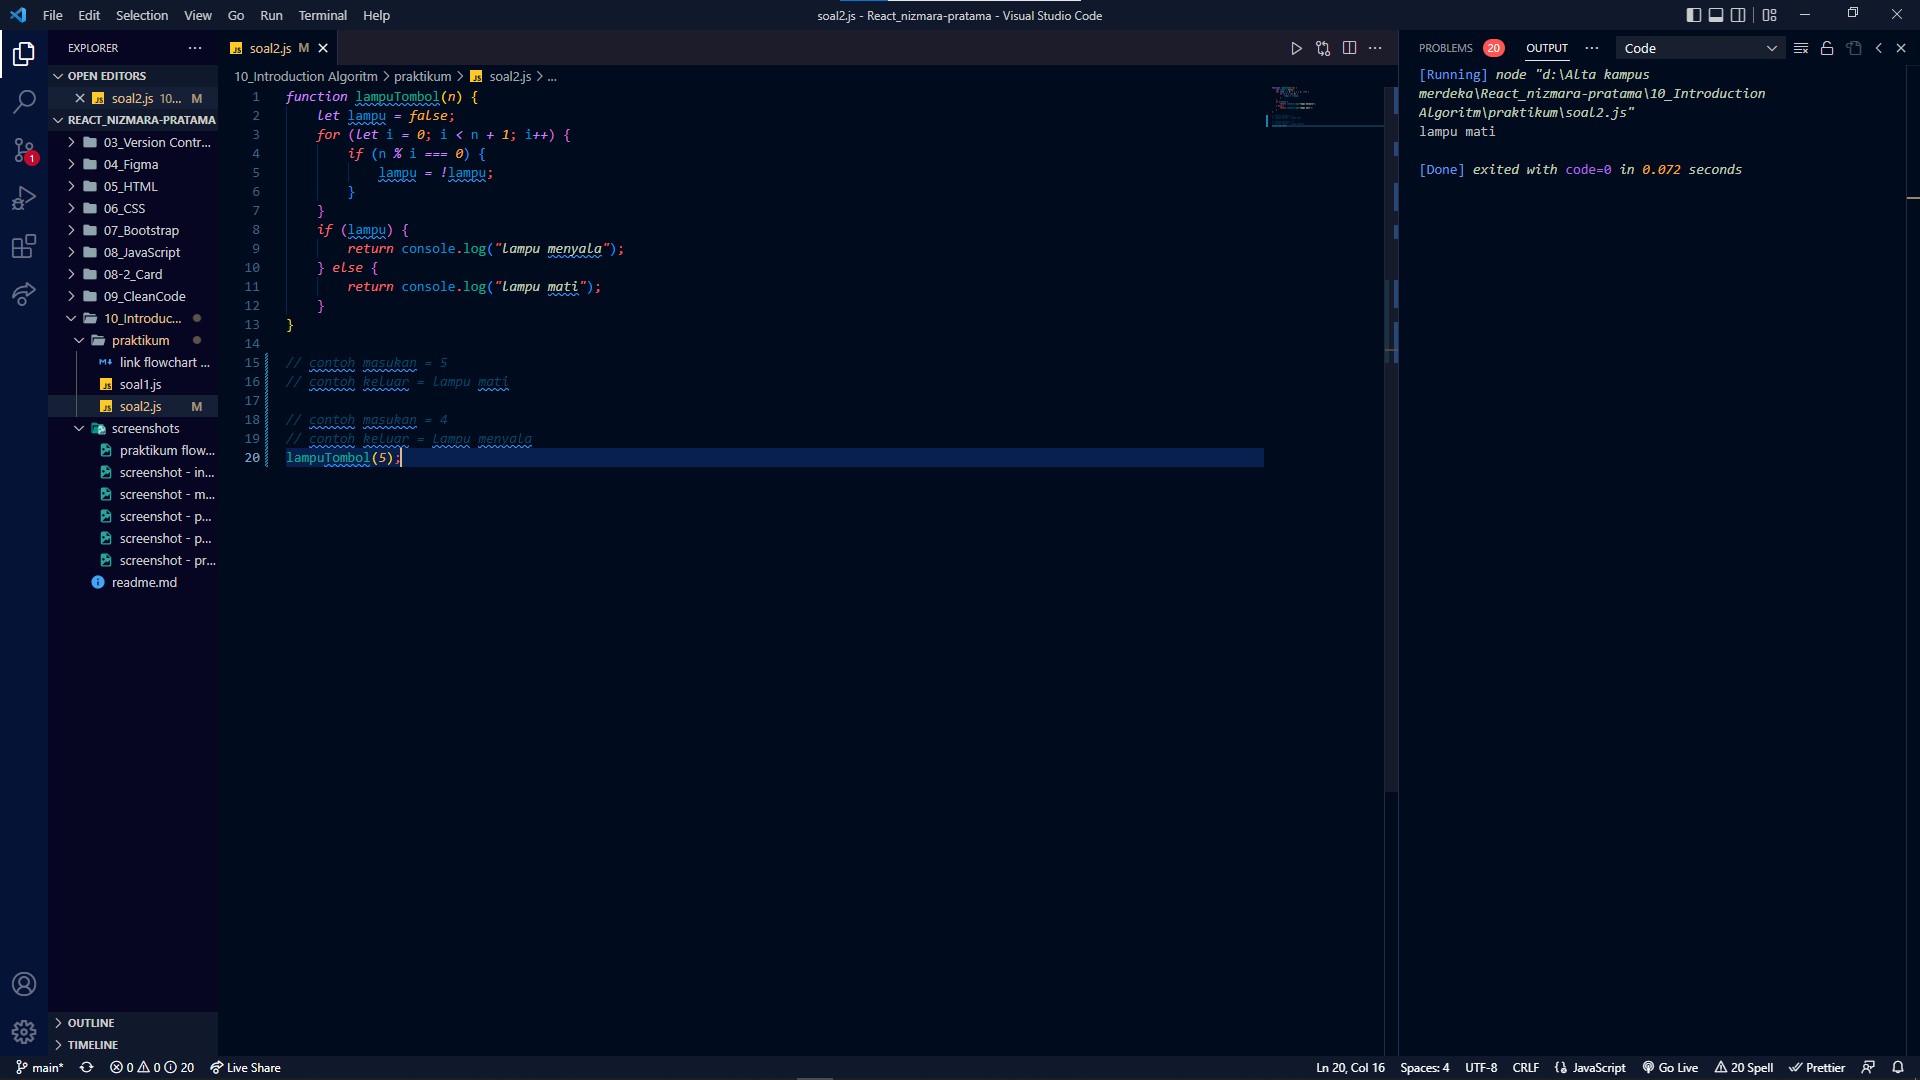 File Edit Selection View Go Run Terminal Help
soal2.js - React_nizmara-pratama - Visual Studio Code
EXPLORER
OPEN EDITORS
soal2.js 10... M
REACT_NIZMARA-PRATAMA
03_Version Contr...
04_Figma
05_HTML
06_CSS
07_Bootstrap
08_JavaScript
08-2_Card
09_CleanCode
10_Introduc...
praktikum
link flowchart ...
soal1.js
soal2.js M
screenshots
praktikum flow...
screenshot - in...
screenshot - m...
screenshot - p...
screenshot - p...
screenshot - pr...
readme.md
OUTLINE
TIMELINE
1
soal2.js M
10_Introduction Algoritm > praktikum > soal2.js > ...
1 function lampuTombol(n) {
2 let lampu = false;
3 for (let i = 0; i < n + 1; i++) {
4 if (n % i === 0) {
5 lampu = !lampu;
6 }
7 }
8 if (lampu) {
9 return console.log("lampu menyala");
10 } else {
11 return console.log("lampu mati");
12 }
13 }
14
15 // contoh masukan = 5
16 // contoh keluar = lampu mati
17
18 // contoh masukan = 4
19 // contoh keluar = Lampu menyala
20 lampuTombol(5);
PROBLEMS 20 OUTPUT ... Code
[Running] node "d:\Alta kampus
merdeka\React_nizmara-pratama\10_Introduction
Algoritm\praktikum\soal2.js"
lampu mati
[Done] exited with code=0 in 0.072 seconds
main* 0 0 20 Live Share
Ln 20, Col 16 Spaces: 4 UTF-8 CRLF JavaScript Go Live 20 Spell Prettier